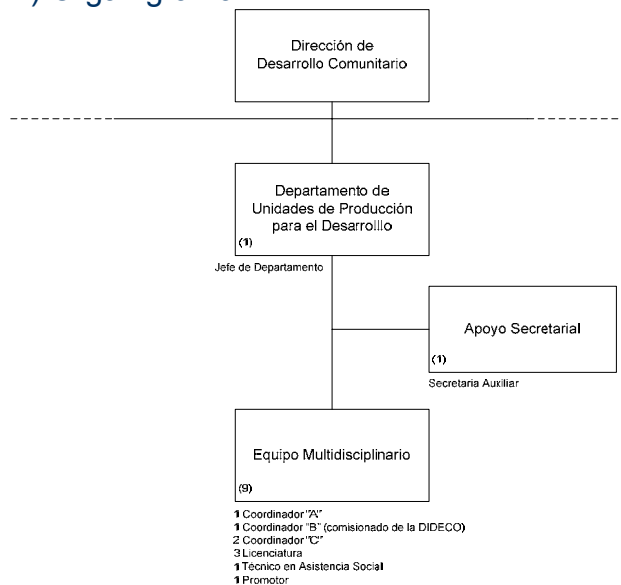 Dirección de
Desarrollo Comunitario
Departamento de
Unidades de Producción
para el Desarrolllo
(1)
Jefe de Departamento
Apoyo Secretarial
(1)
Secretaria Auxiliar
Equipo Multidisciplinario
(9)
1 Coordinador "A"
1 Coordinador "B" (comisionado de la DIDECO)
2 Coordinador "C"
3 Licenciatura
1 Técnico en Asistencia Social
1 Promotor